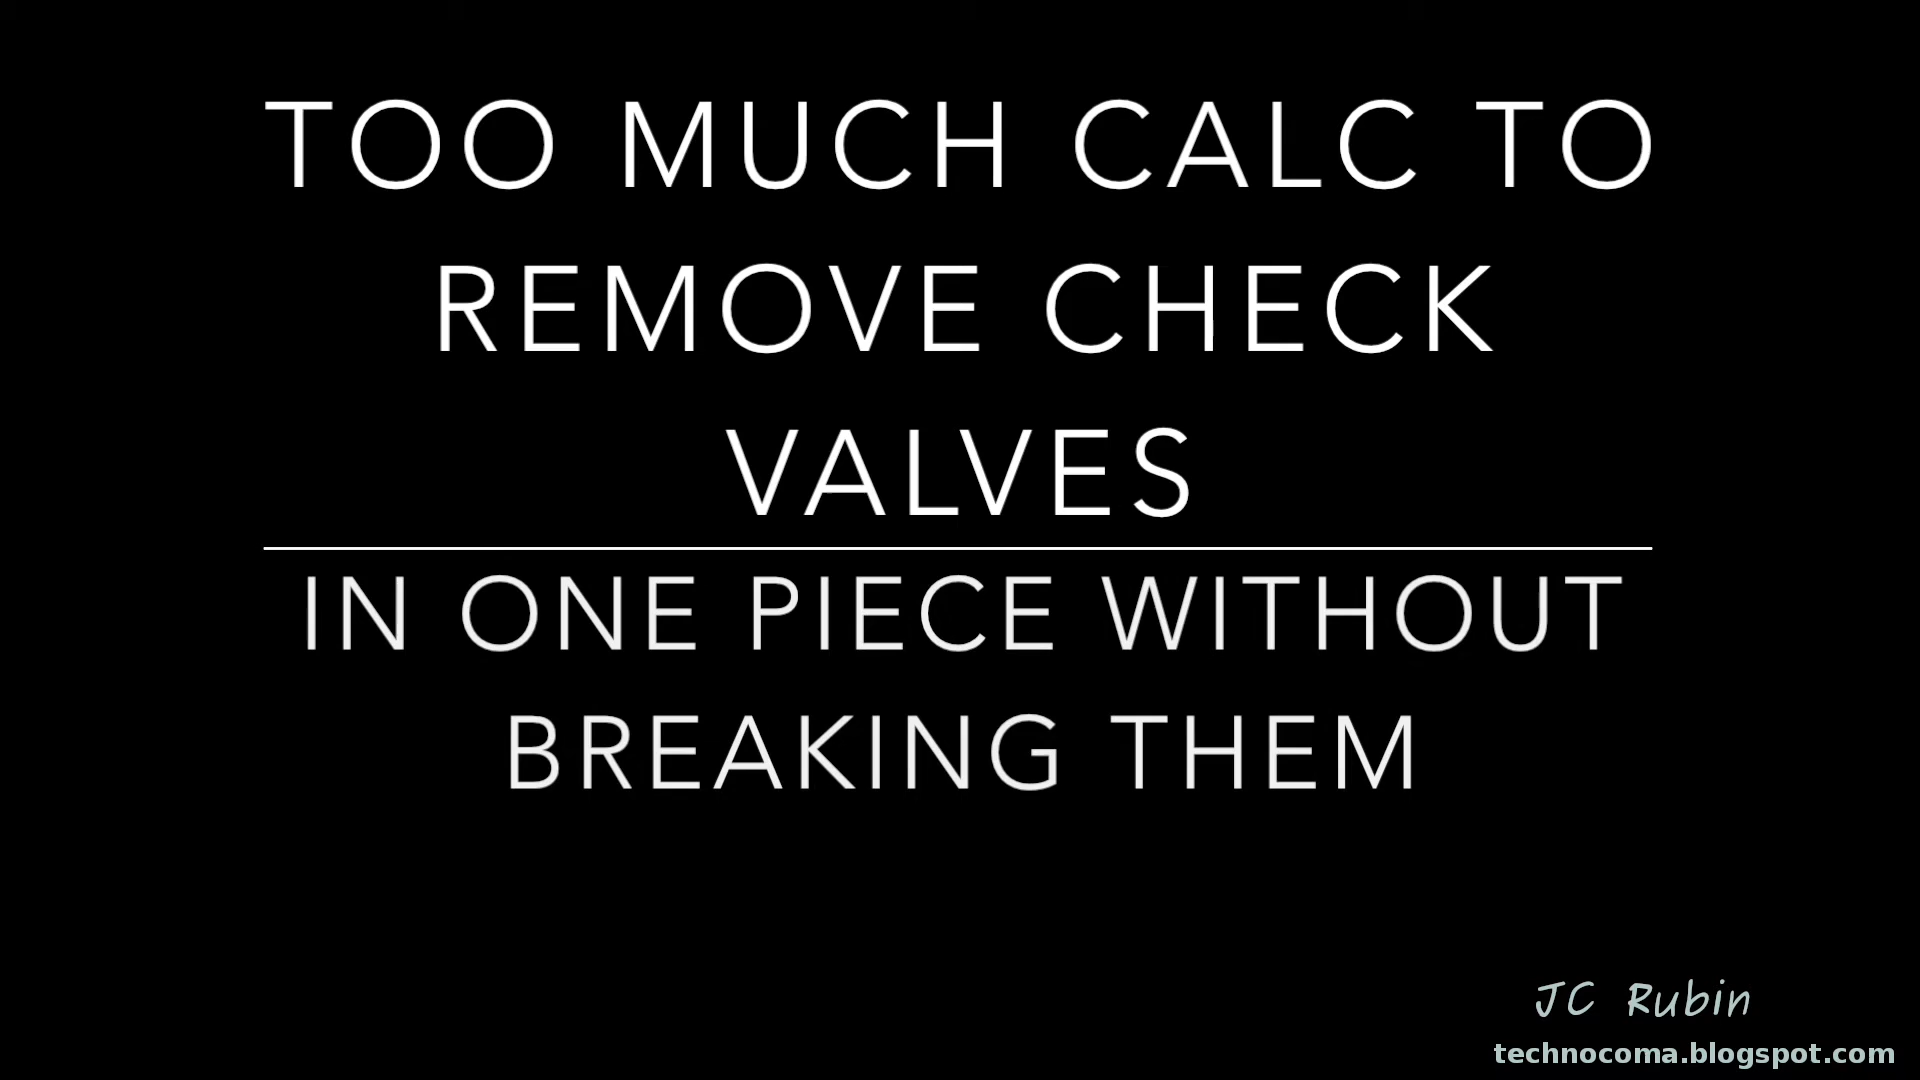 TOO MUCH CALC TO
REMOVE CHECK
VALVES
IN ONE PIECE WITHOUT
BREAKING THEM
JC Rubin
technocoma.blogspot.com